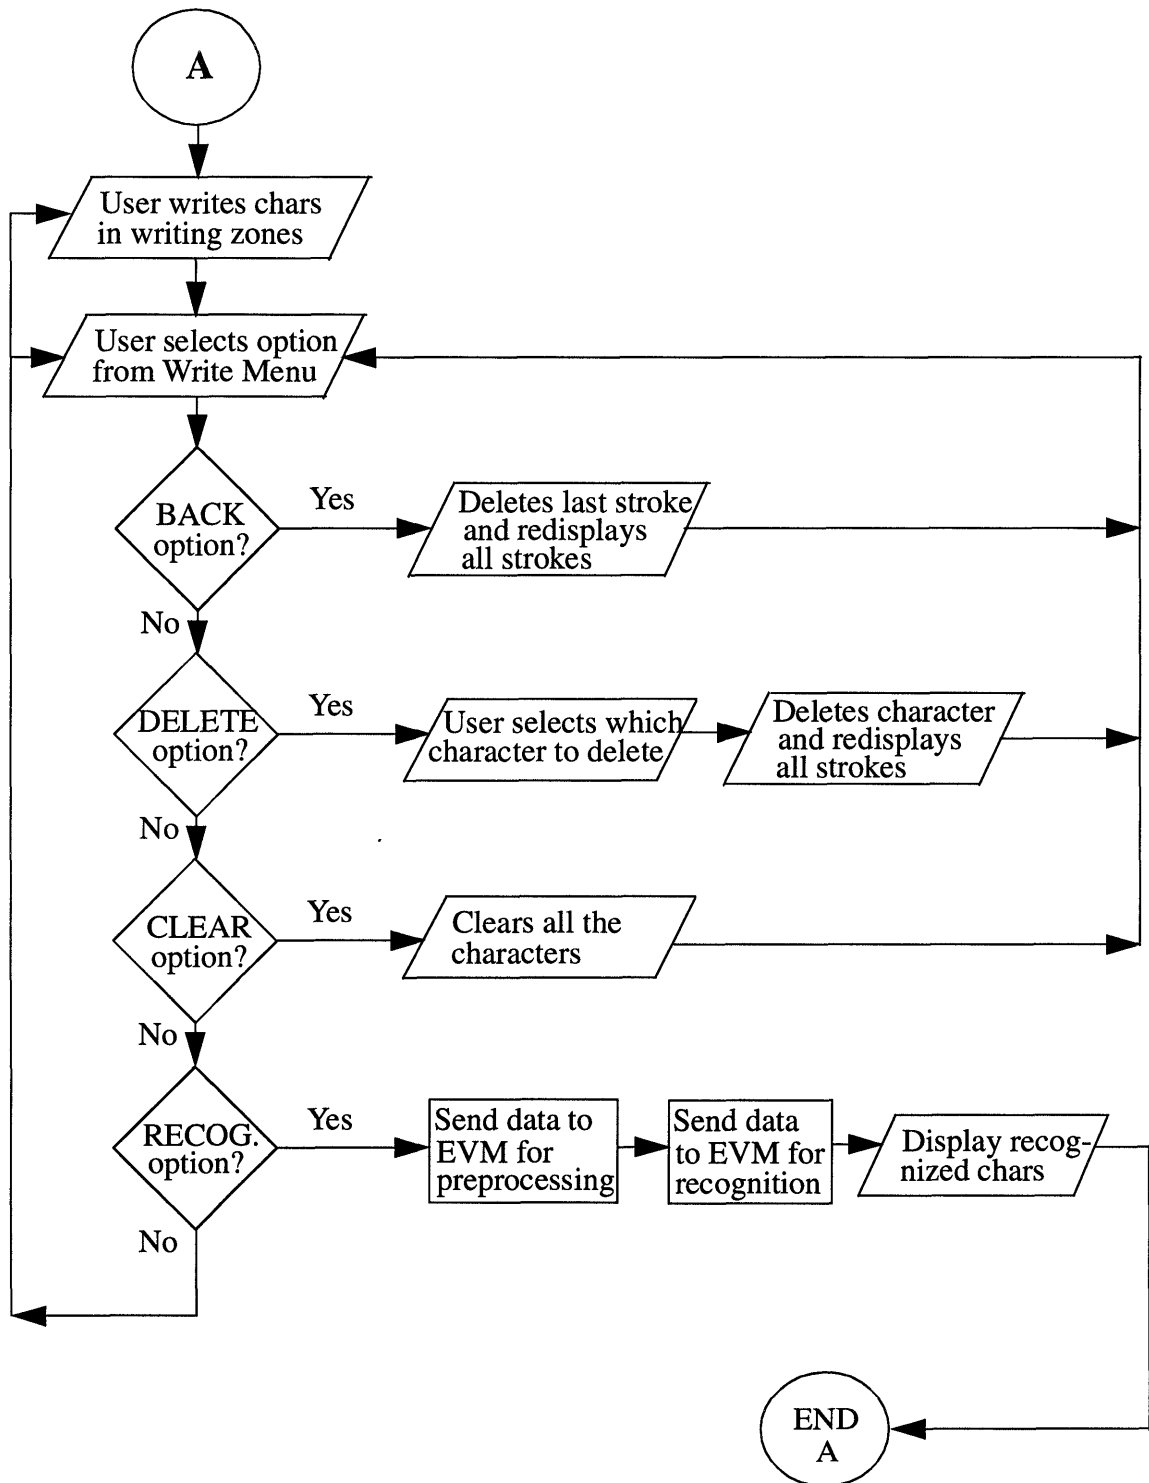 A
User writes chars
in writing zones
User selects option
from Write Menu
BACK
option?
Yes
Deletes last stroke
and redisplays
all strokes
No
DELETE
option?
Yes
User selects which
character to delete
Deletes character
and redisplays
all strokes
No
CLEAR
option?
Yes
Clears all the
characters
No
RECOG.
option?
Yes
Send data to
EVM for
preprocessing
Send data
to EVM for
recognition
Display recog-
nized chars
No
END
A